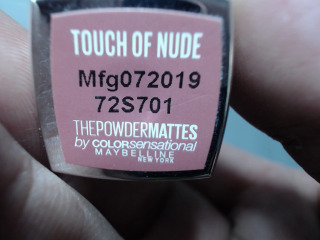 TOUCH OF NUDE
Mfg072019
72S701
THEPOWDERMATTES
by COLORsensational
MAYBELLINE
NEW YORK